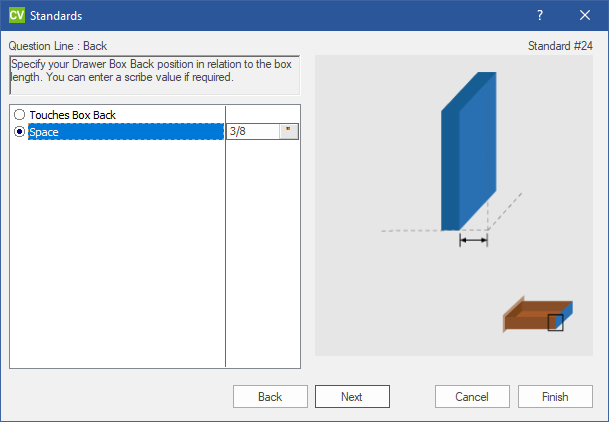 CV Standards ?
Question Line : Back Standard #24
Specify your Drawer Box Back position in relation to the box
length. You can enter a scribe value if required.
Touches Box Back
Space 3/8 "
Back Next Cancel Finish